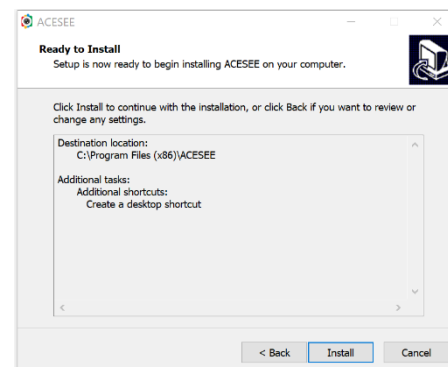 ACESEE
Ready to Install
Setup is now ready to begin installing ACESEE on your computer.
Click Install to continue with the installation, or click Back if you want to review or
change any settings.
Destination location:
C:\Program Files (x86)\ACESEE
Additional tasks:
Additional shortcuts:
Create a desktop shortcut
< Back Install Cancel